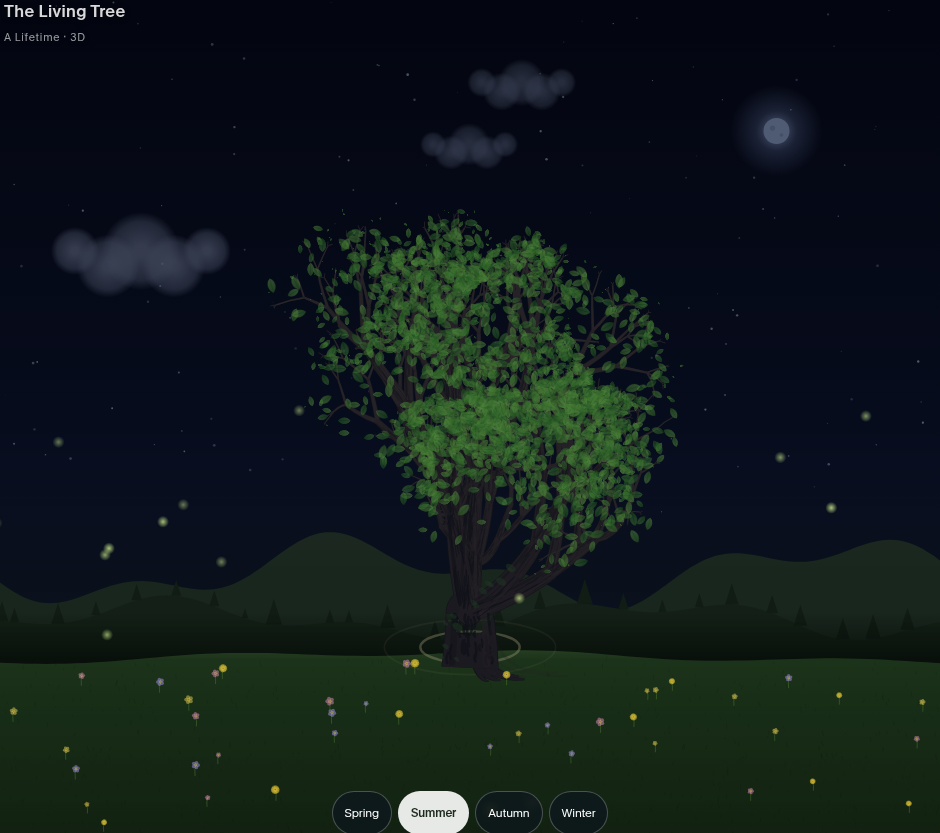 The Living Tree
A Lifetime · 3D
Spring
Summer
Autumn
Winter